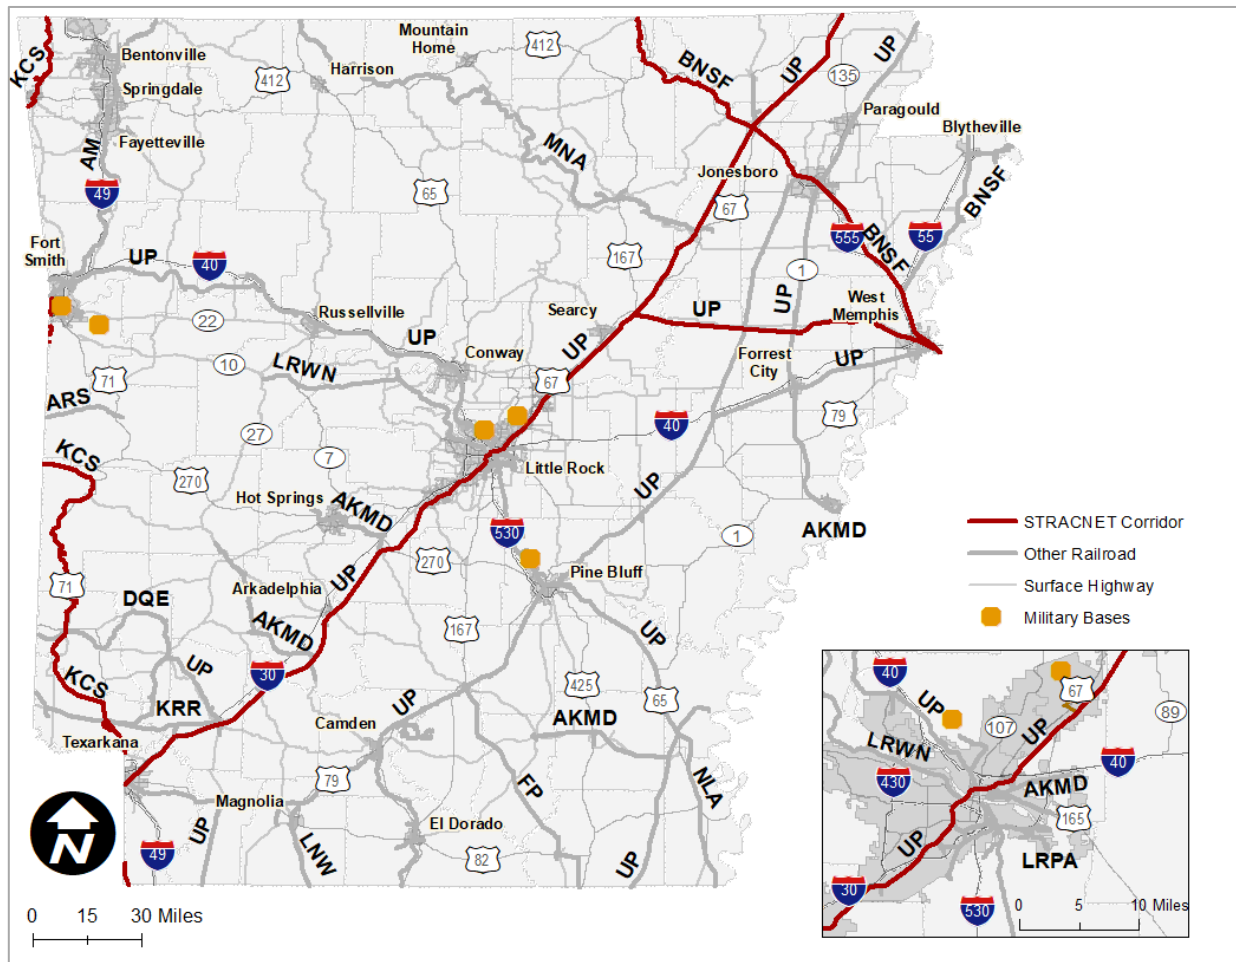 KCS
Bentonville
Springdale
Fayetteville
AM
49
Harrison
412
Mountain
Home
412
BNSF
UP
UP
135
Paragould
Blytheville
BNSF
MNA
Jonesboro
65
67
167
555
BNSF
55
1
Fort
Smith
UP
40
22
Russellville
UP
Searcy
UP
UP
UP
West
Memphis
Conway
LRWN
10
71
ARS
67
Forrest
City
UP
79
40
KCS
27
7
270
Hot Springs
AKMD
Little Rock
UP
AKMD
530
1
270
Pine Bluff
71
DQE
Arkadelphia
UP
AKMD
167
UP
UP
30
KCS
KRR
Texarkana
425
65
Camden
UP
AKMD
79
Magnolia
UP
LNW
El Dorado
82
FP
UP
NLA
49
N
0 15 30 Miles
STRACNET Corridor
Other Railroad
Surface Highway
Military Bases
40
UP
67
107
UP
89
LRWN
430
40
AKMD
165
UP
LRPA
30
530
0 5 10 Miles